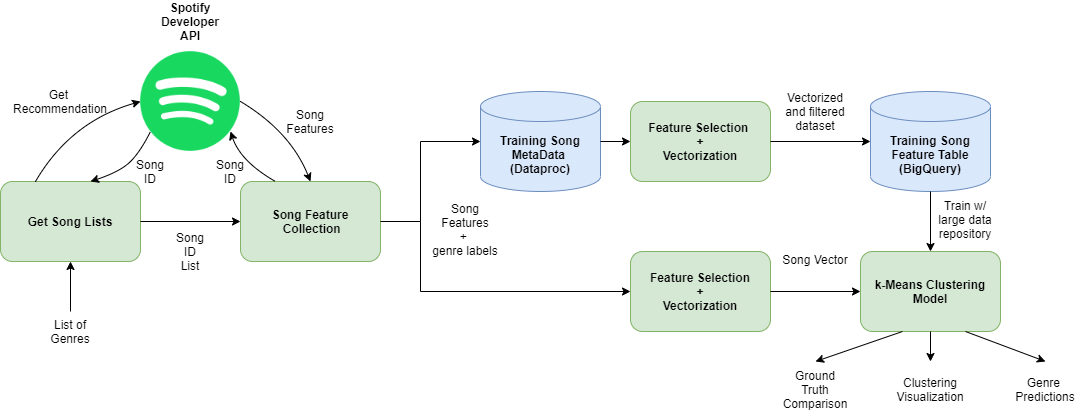 Spotify
Developer
API
Get
Recommendation
Song
Features
Song
ID
Song
ID
Get Song Lists
Song
ID
List
List of
Genres
Song Feature
Collection
Song
Features
+
genre labels
Training Song
MetaData
(Dataproc)
Feature Selection
+
Vectorization
Vectorized
and filtered
dataset
Training Song
Feature Table
(BigQuery)
Train w/
large data
repository
Feature Selection
+
Vectorization
Song Vector
k-Means Clustering
Model
Ground
Truth
Comparison
Clustering
Visualization
Genre
Predictions